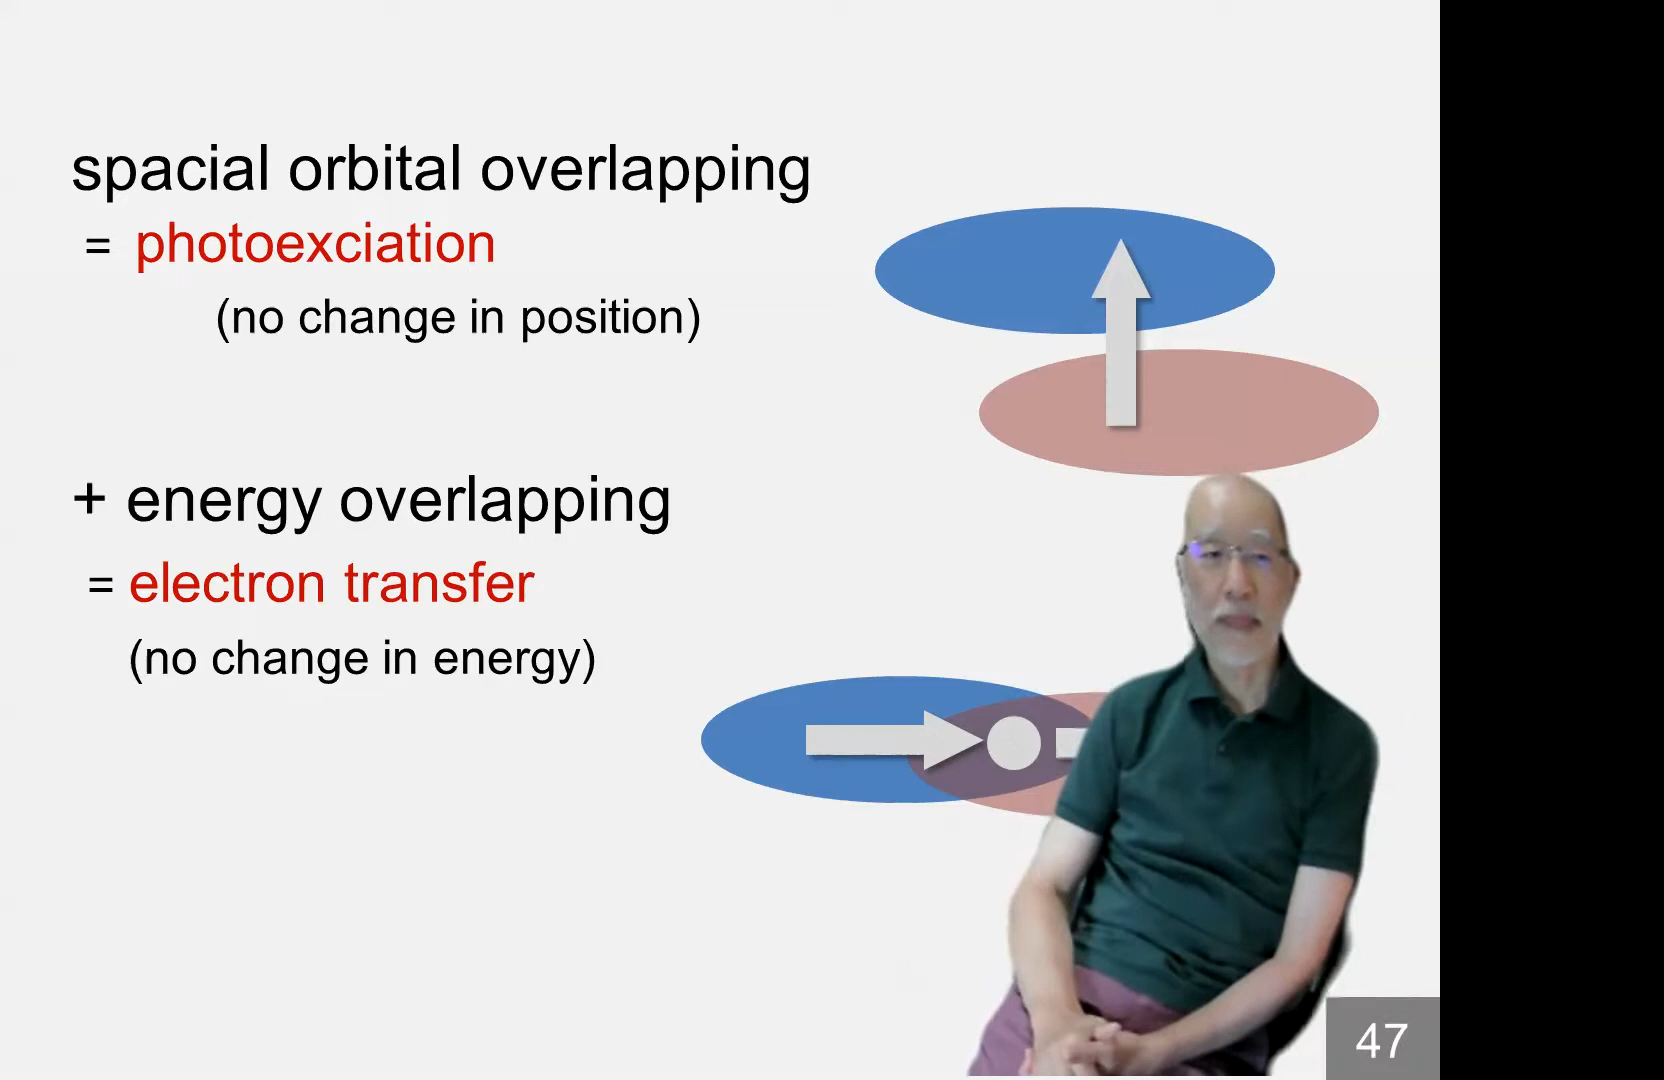 spacial orbital overlapping
= photoexciation
(no change in position)
+ energy overlapping
= electron transfer
(no change in energy)
47